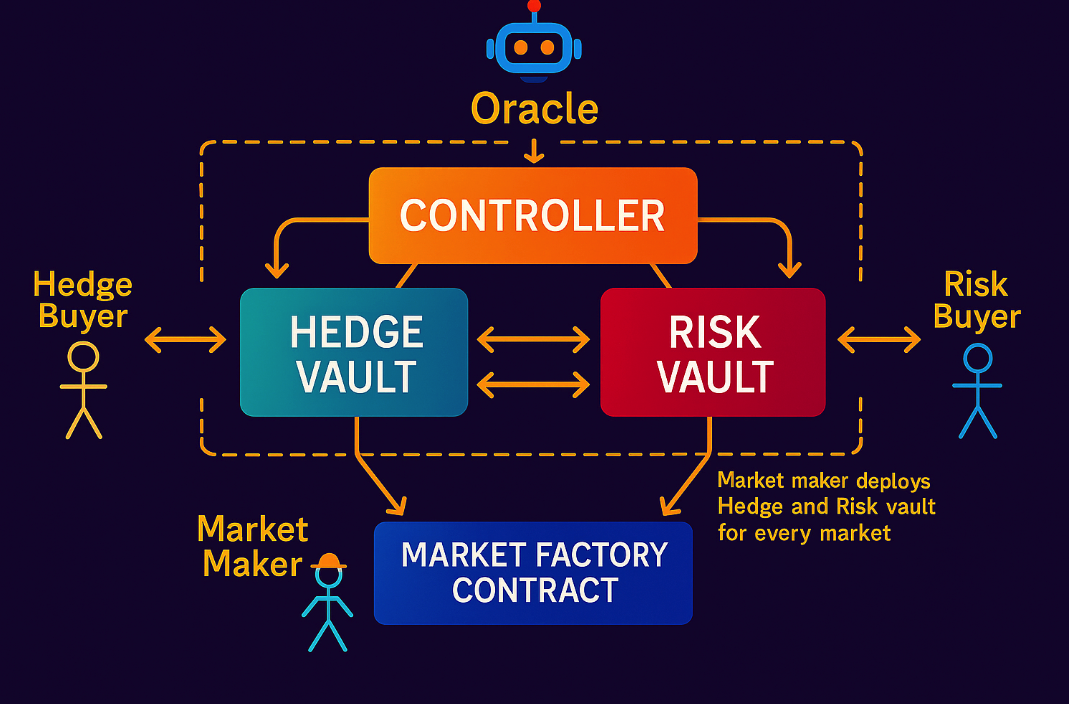 Oracle
CONTROLLER
Hedge
Buyer
HEDGE
VAULT
RISK
VAULT
Risk
Buyer
Market maker deploys
Hedge and Risk vault
for every market
Market
Maker
MARKET FACTORY
CONTRACT